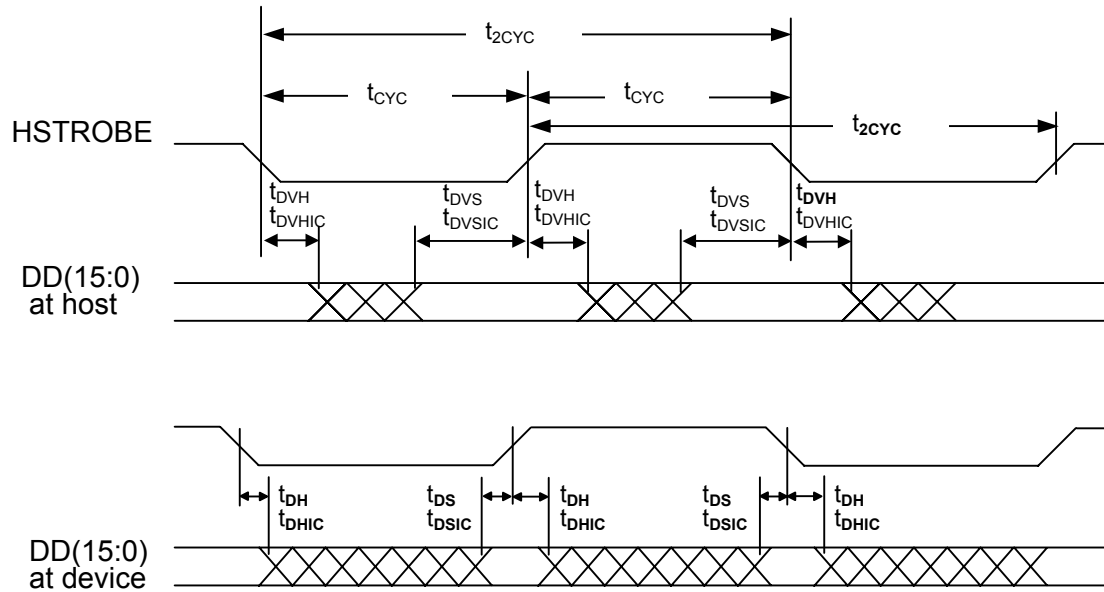 t2CYC
tCYC
tCYC
t2CYC
HSTROBE
tDVH
tDVHIC
tDVS
tDVSIC
tDVH
tDVHIC
tDVS
tDVSIC
tDVH
tDVHIC
DD(15:0)
at host
tDH
tDHIC
tDS
tDSIC
tDH
tDHIC
tDS
tDSIC
tDH
tDHIC
DD(15:0)
at device